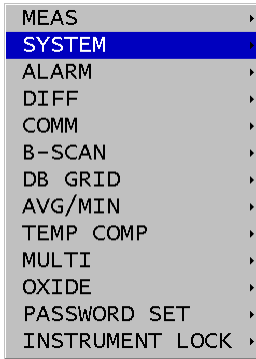 MEAS
SYSTEM
ALARM
DIFF
COMM
B-SCAN
DB GRID
AVG/MIN
TEMP COMP
MULTI
OXIDE
PASSWORD SET
INSTRUMENT LOCK